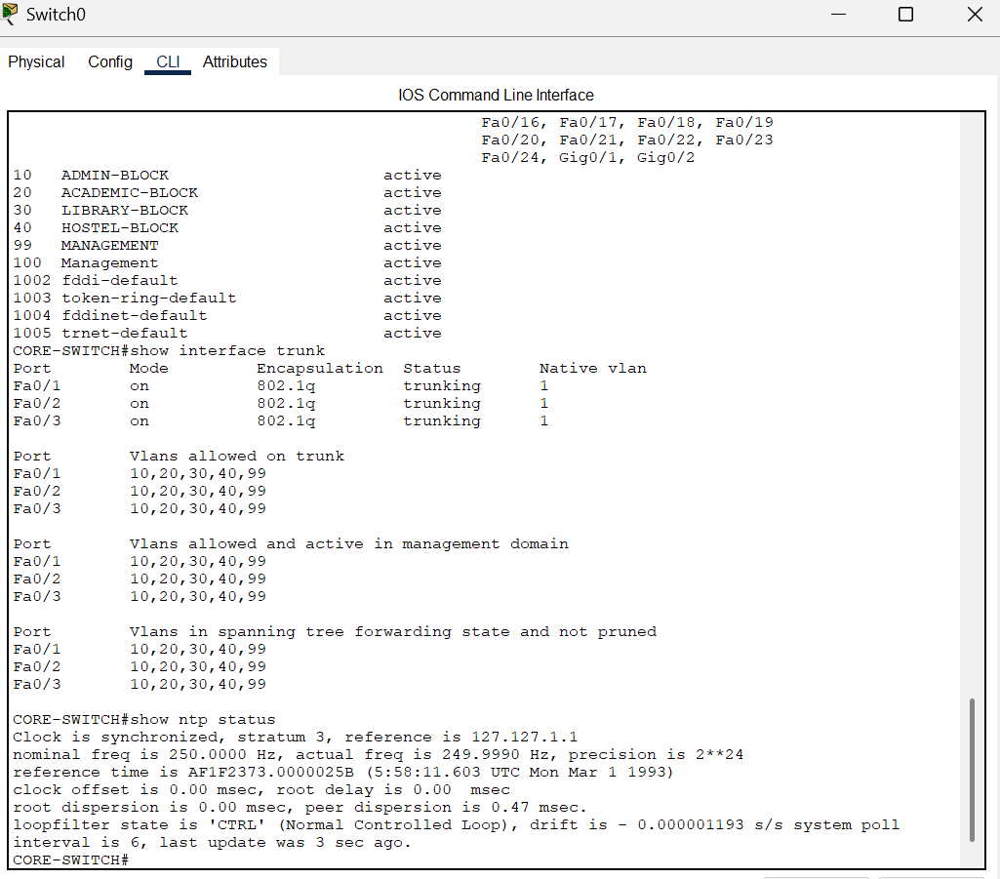 Switch0
Physical Config CLI Attributes
IOS Command Line Interface
Fa0/16, Fa0/17, Fa0/18, Fa0/19
Fa0/20, Fa0/21, Fa0/22, Fa0/23
Fa0/24, Gig0/1, Gig0/2
10 ADMIN-BLOCK active
20 ACADEMIC-BLOCK active
30 LIBRARY-BLOCK active
40 HOSTEL-BLOCK active
99 MANAGEMENT active
100 Management active
1002 fddi-default active
1003 token-ring-default active
1004 fddinet-default active
1005 trnet-default active
CORE-SWITCH#show interface trunk
Port Mode Encapsulation Status Native vlan
Fa0/1 on 802.1q trunking 1
Fa0/2 on 802.1q trunking 1
Fa0/3 on 802.1q trunking 1
Port Vlans allowed on trunk
Fa0/1 10,20,30,40,99
Fa0/2 10,20,30,40,99
Fa0/3 10,20,30,40,99
Port Vlans allowed and active in management domain
Fa0/1 10,20,30,40,99
Fa0/2 10,20,30,40,99
Fa0/3 10,20,30,40,99
Port Vlans in spanning tree forwarding state and not pruned
Fa0/1 10,20,30,40,99
Fa0/2 10,20,30,40,99
Fa0/3 10,20,30,40,99
CORE-SWITCH#show ntp status
Clock is synchronized, stratum 3, reference is 127.127.1.1
nominal freq is 250.0000 Hz, actual freq is 249.9990 Hz, precision is 2**24
reference time is AF1F2373.0000025B (5:58:11.603 UTC Mon Mar 1 1993)
clock offset is 0.00 msec, root delay is 0.00 msec
root dispersion is 0.00 msec, peer dispersion is 0.47 msec.
loopfilter state is 'CTRL' (Normal Controlled Loop), drift is - 0.000001193 s/s system poll
interval is 6, last update was 3 sec ago.
CORE-SWITCH#